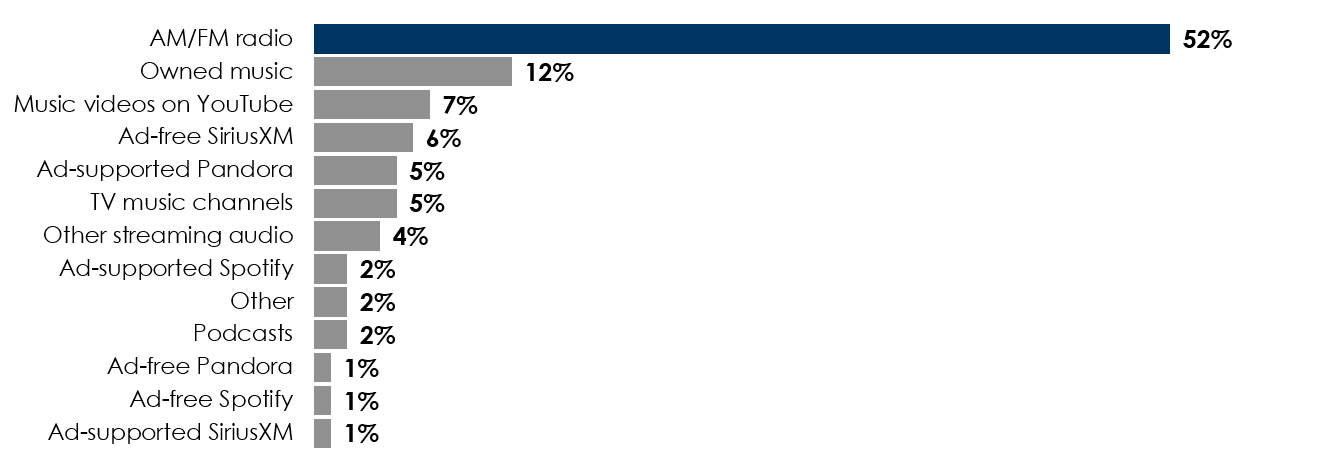 AM/FM radio 52%
Owned music 12%
Music videos on YouTube 7%
Ad-free SiriusXM 6%
Ad-supported Pandora 5%
TV music channels 5%
Other streaming audio 4%
Ad-supported Spotify 2%
Other 2%
Podcasts 2%
Ad-free Pandora 1%
Ad-free Spotify 1%
Ad-supported SiriusXM 1%